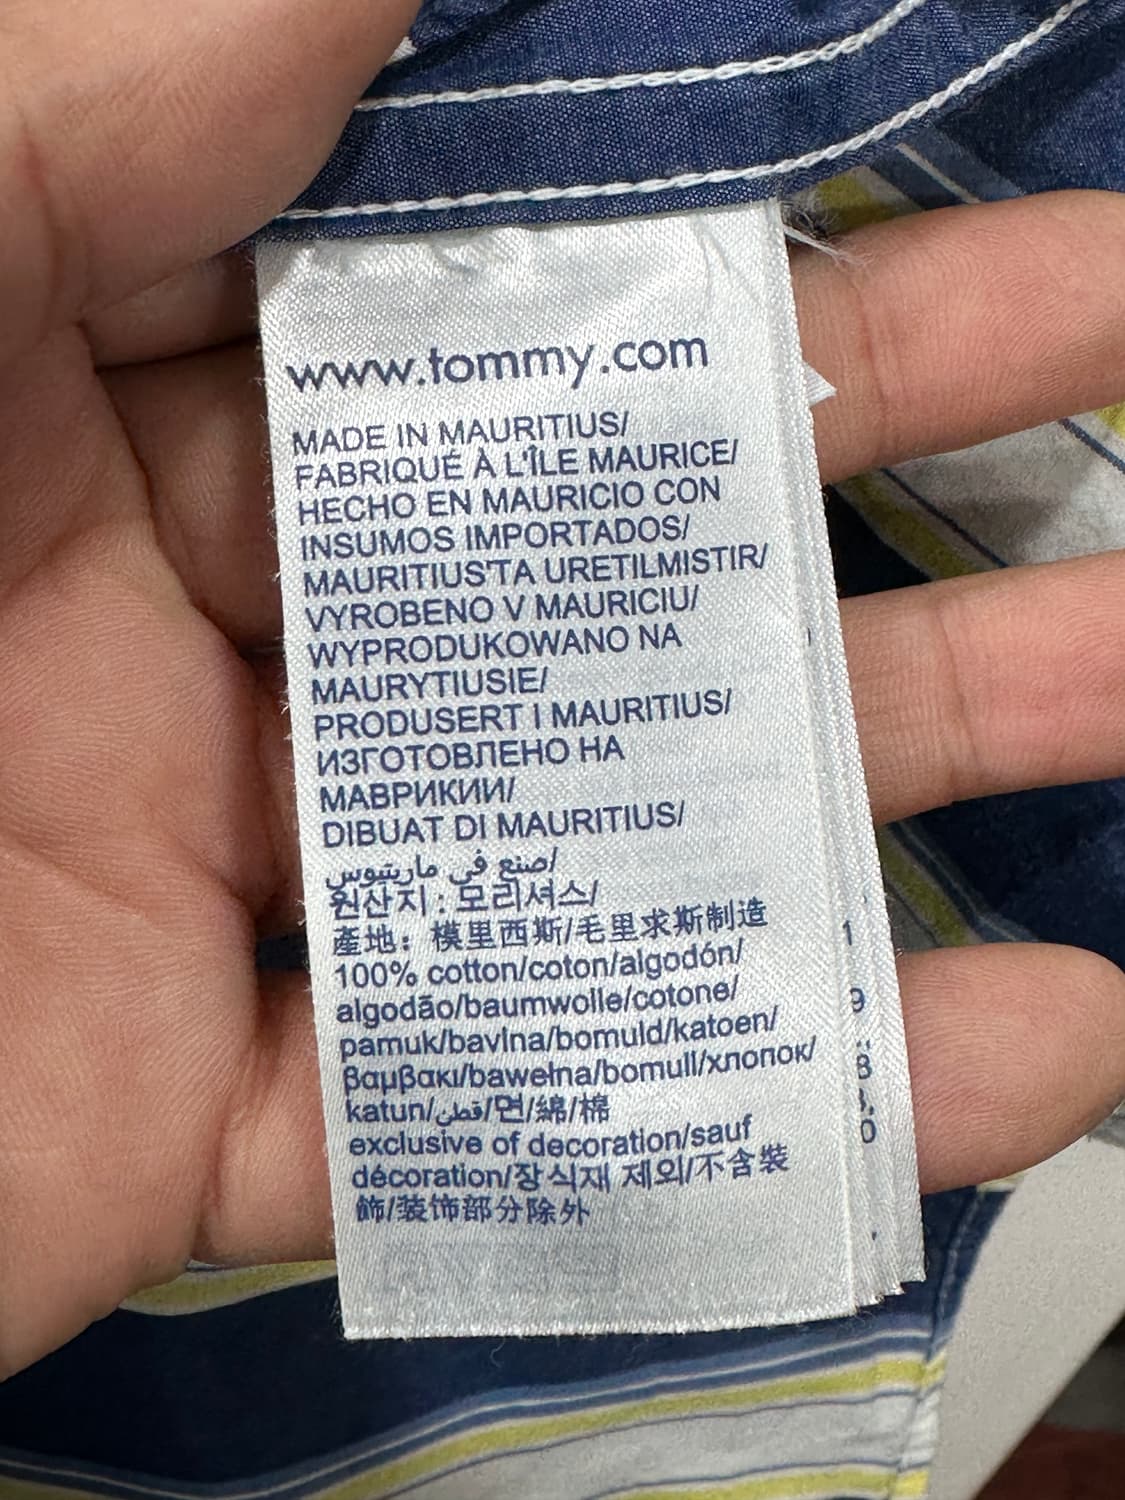 www.tommy.com
MADE IN MAURITIUS/
FABRIQUÉ À L'ÎLE MAURICE/
HECHO EN MAURICIO CON
INSUMOS IMPORTADOS/
MAURITIUS'TA URETILMISTIR/
VYROBENO V MAURICIU/
WYPRODUKOWANO NA
MAURYTIUSIE/
PRODUSERT I MAURITIUS/
ИЗГОТОВЛЕНО НА
МАВРИКИИ/
DIBUAT DI MAURITIUS/
صنع في ماريتيوس/
원산지: 모리셔스/
產地: 模里西斯/毛里求斯制造
100% cotton/coton/algodón/
algodão/baumwolle/cotone/
pamuk/bavlna/bomuld/katoen/
βαμβακι/bawełna/bomull/хлопок/
katun/قطن/면/綿/棉
exclusive of decoration/sauf
décoration/장식재 제외/不含裝
飾/装饰部分除外